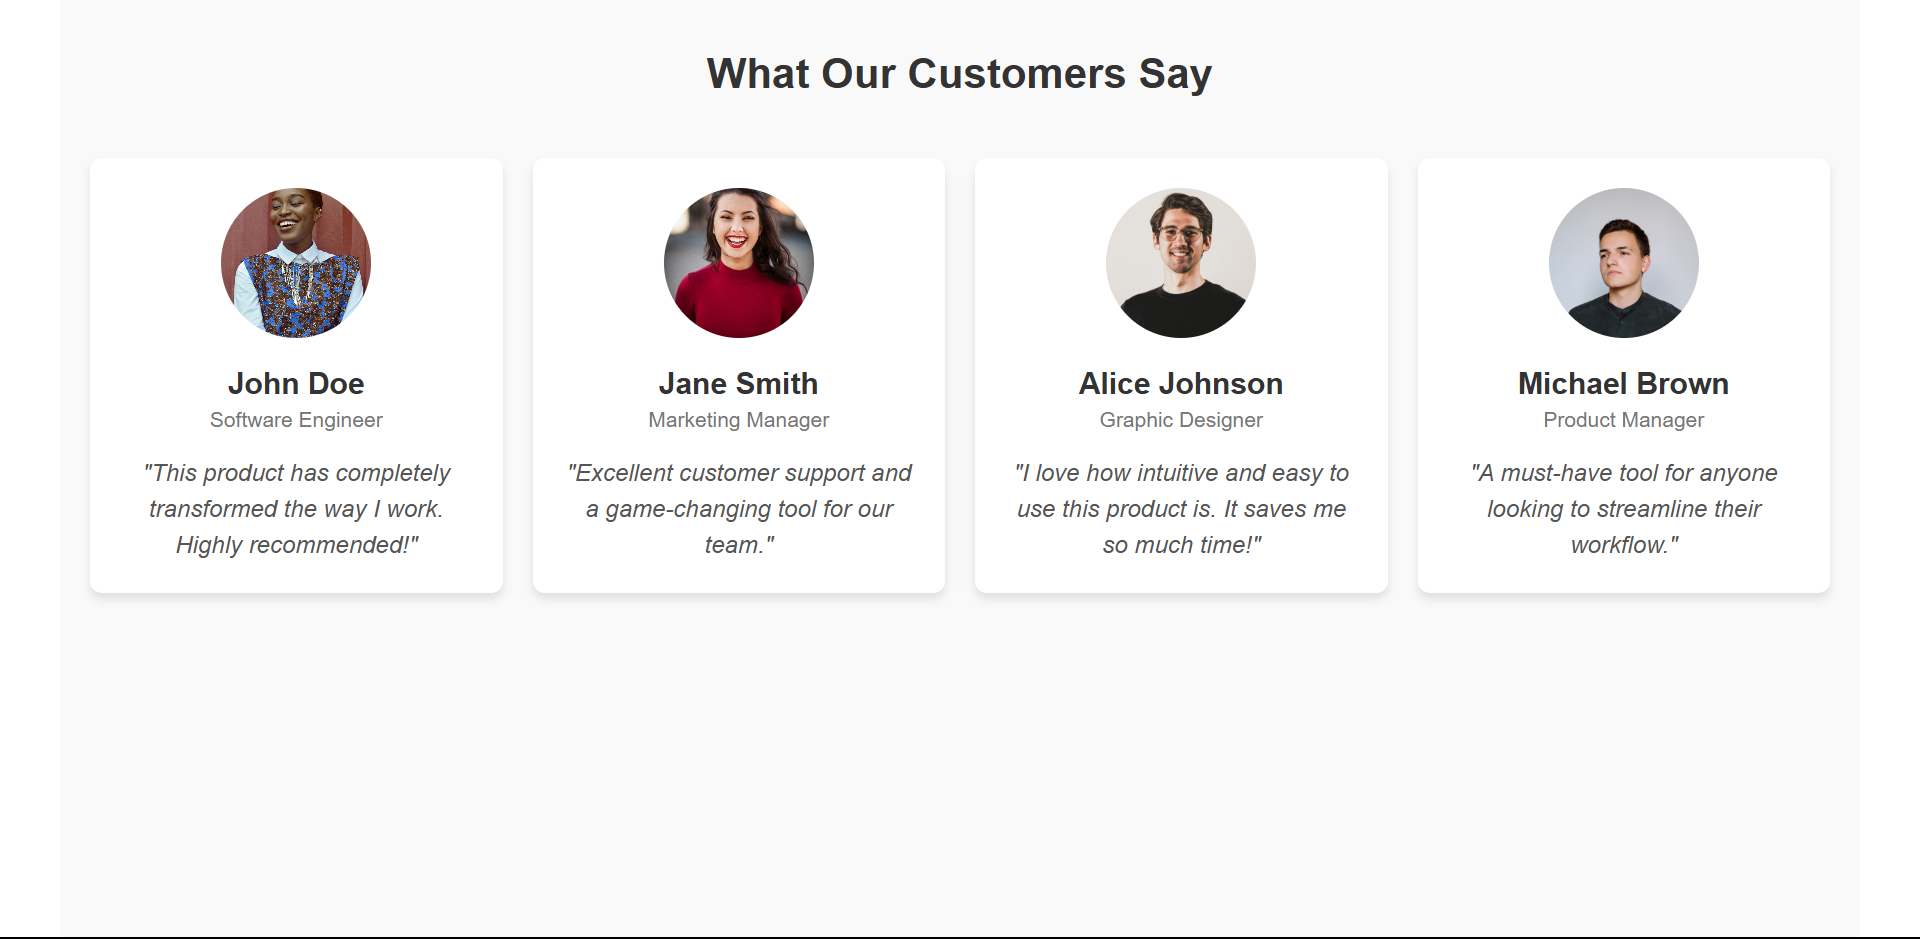 What Our Customers Say
John Doe
Software Engineer
"This product has completely
transformed the way I work.
Highly recommended!"
Jane Smith
Marketing Manager
"Excellent customer support and
a game-changing tool for our
team."
Alice Johnson
Graphic Designer
"I love how intuitive and easy to
use this product is. It saves me
so much time!"
Michael Brown
Product Manager
"A must-have tool for anyone
looking to streamline their
workflow."